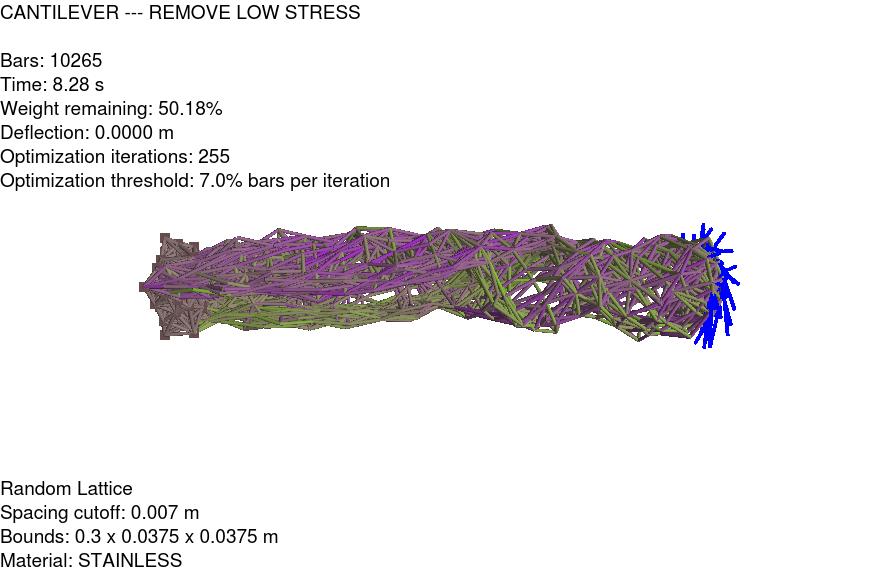 CANTILEVER --- REMOVE LOW STRESS
Bars: 10265
Time: 8.28 s
Weight remaining: 50.18%
Deflection: 0.0000 m
Optimization iterations: 255
Optimization threshold: 7.0% bars per iteration
Random Lattice
Spacing cutoff: 0.007 m
Bounds: 0.3 x 0.0375 x 0.0375 m
Material: STAINLESS